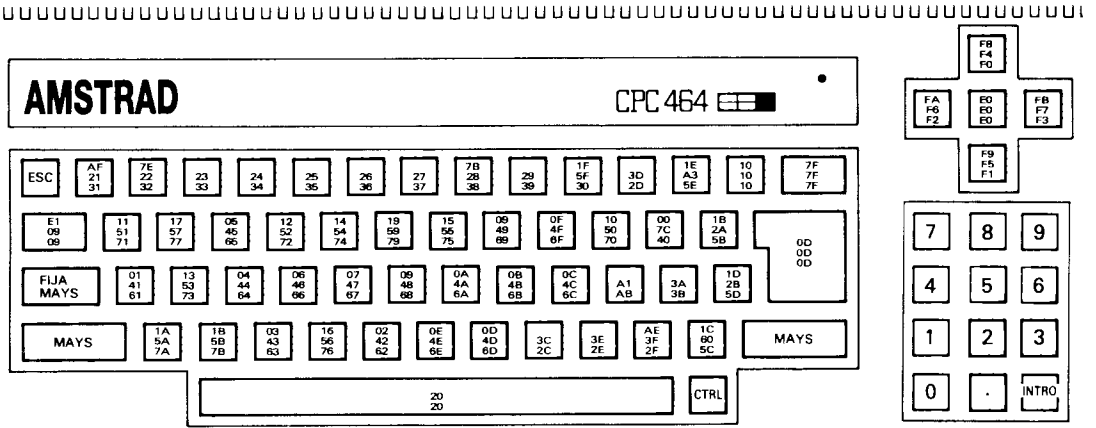 AMSTRAD
CPC 464
F8
F4
F0
FA
F6
F2
E0
E0
E0
FB
F7
F3
F9
F5
F1
ESC
AF
21
31
7E
22
32
23
33
24
34
25
35
26
36
27
37
7B
28
38
29
39
1F
5F
30
3D
2D
1E
A3
5E
10
10
10
7F
7F
7F
E1
09
09
11
51
71
17
57
77
05
45
65
12
52
72
14
54
74
19
59
79
15
55
75
09
49
69
0F
4F
6F
10
50
70
00
7C
40
1B
2A
5B
0D
0D
0D
FIJA
MAYS
01
41
61
13
53
73
04
44
64
06
46
66
07
47
67
08
48
68
0A
4A
6A
0B
4B
6B
0C
4C
6C
A1
AB
3A
3B
1D
2B
5D
MAYS
1A
5A
7A
18
58
78
03
43
63
16
56
76
02
42
62
0E
4E
6E
0D
4D
6D
3C
2C
3E
2E
AE
3F
2F
1C
60
5C
MAYS
20
20
CTRL
7 8 9
4 5 6
1 2 3
0 . INTRO